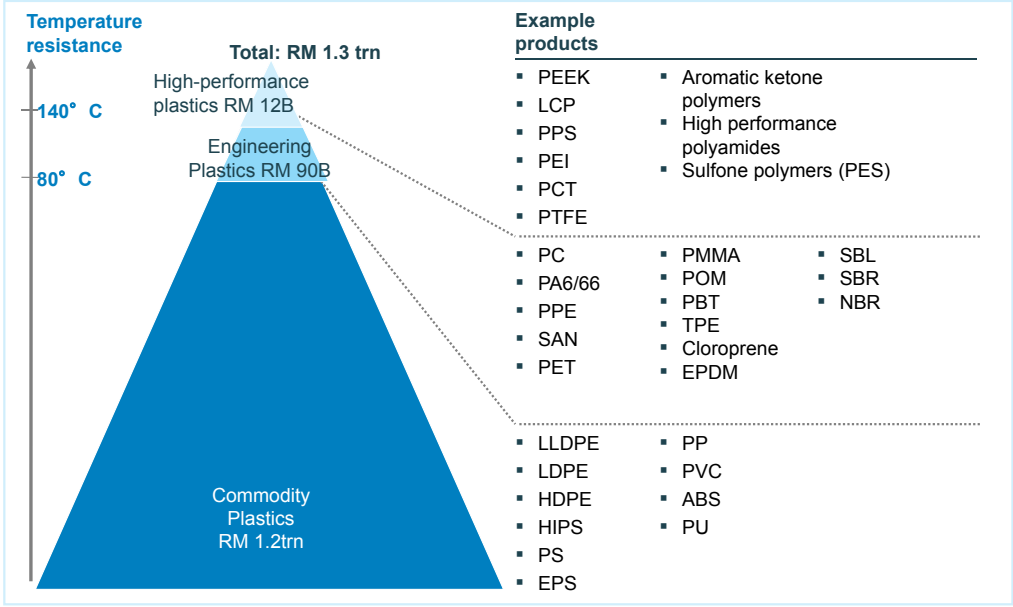 Temperature
resistance
Total: RM 1.3 trn
High-performance
plastics RM 12B
140° C
Engineering
Plastics RM 90B
80° C
Commodity
Plastics
RM 1.2trn
Example
products
▪ PEEK
▪ LCP
▪ PPS
▪ PEI
▪ PCT
▪ PTFE
▪ Aromatic ketone
polymers
▪ High performance
polyamides
▪ Sulfone polymers (PES)
▪ PC
▪ PA6/66
▪ PPE
▪ SAN
▪ PET
▪ PMMA
▪ POM
▪ PBT
▪ TPE
▪ Cloroprene
▪ EPDM
▪ SBL
▪ SBR
▪ NBR
▪ LLDPE
▪ LDPE
▪ HDPE
▪ HIPS
▪ PS
▪ EPS
▪ PP
▪ PVC
▪ ABS
▪ PU